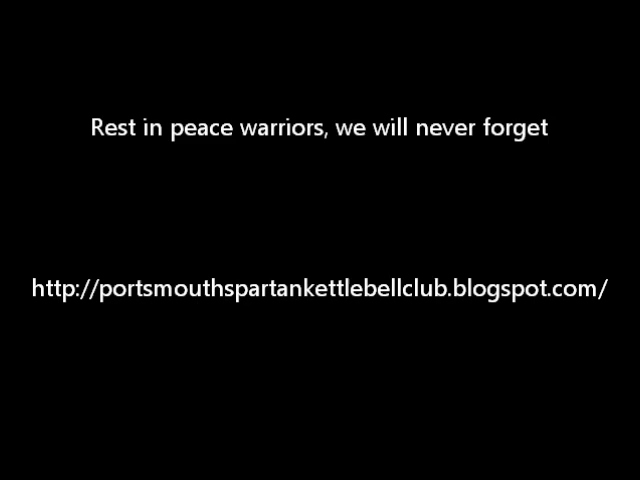 Rest in peace warriors, we will never forget
http://portsmouthspartankettlebellclub.blogspot.com/